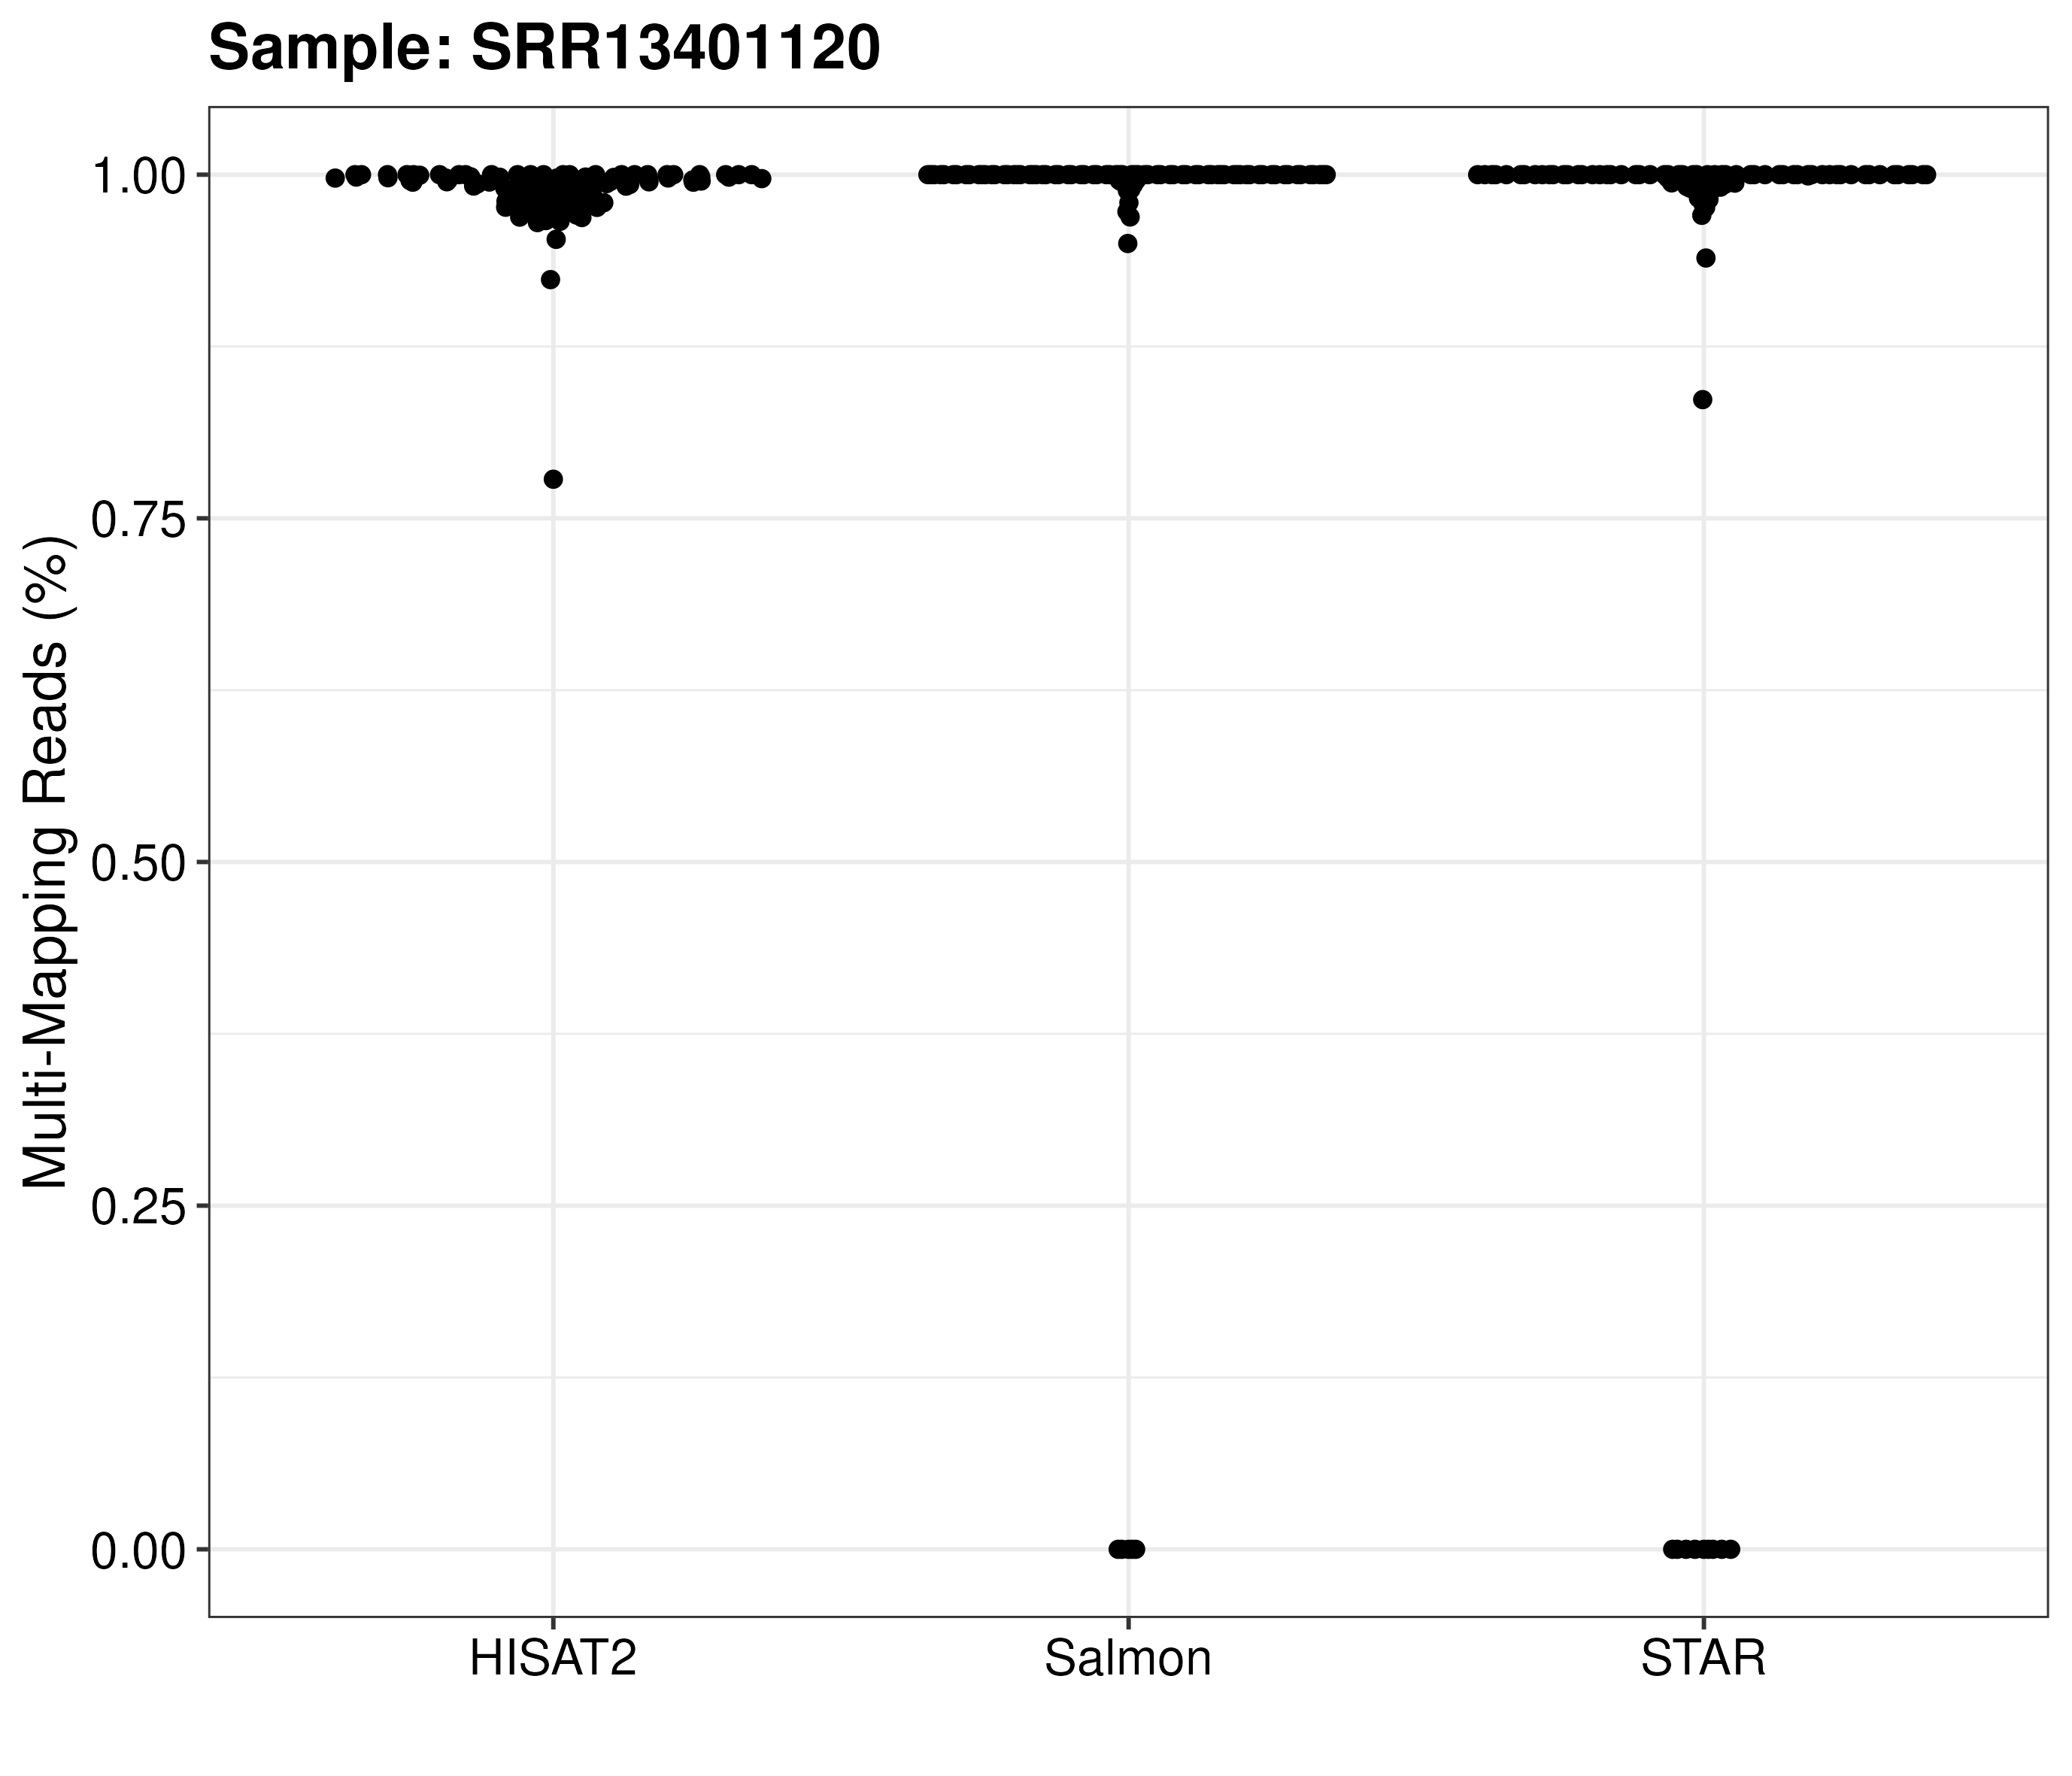 Sample: SRR13401120
Multi-Mapping Reads (%)
1.00
0.75
0.50
0.25
0.00
HISAT2 Salmon STAR